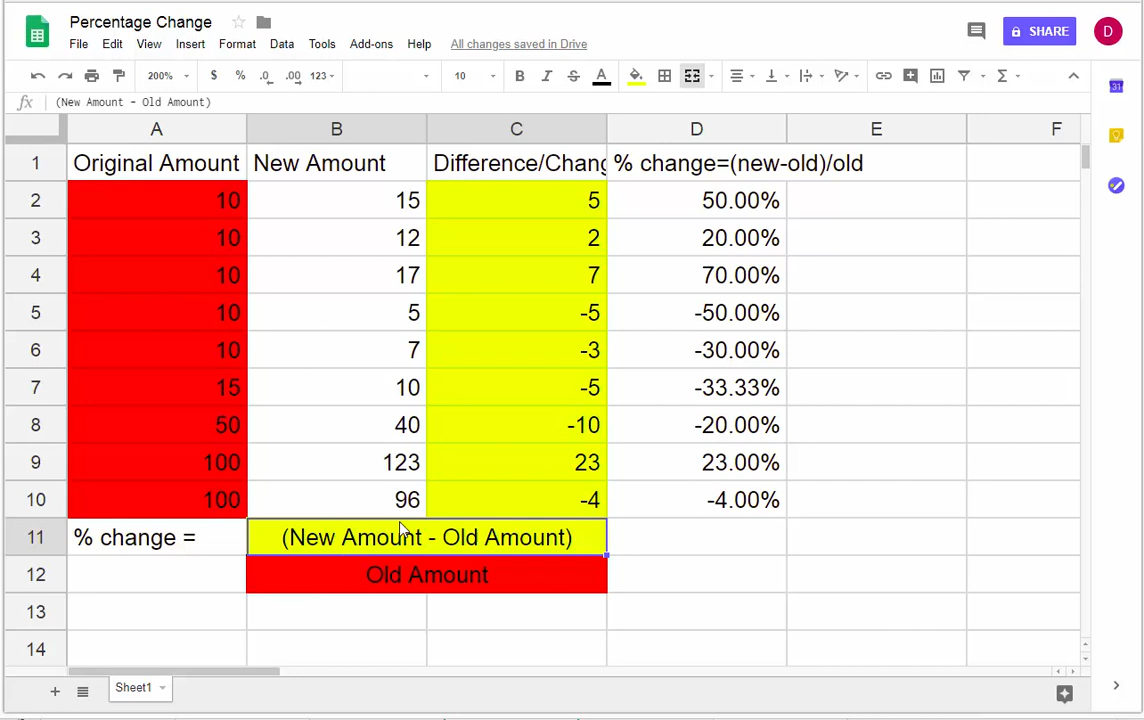 Percentage Change
File Edit View Insert Format Data Tools Add-ons Help All changes saved in Drive
SHARE D
200% $ % .0 .00 123 10 B I S A Σ
31
fx (New Amount - Old Amount)
A B C D E F
1 Original Amount New Amount Difference/Chang % change=(new-old)/old
2 10 15 5 50.00%
3 10 12 2 20.00%
4 10 17 7 70.00%
5 10 5 -5 -50.00%
6 10 7 -3 -30.00%
7 15 10 -5 -33.33%
8 50 40 -10 -20.00%
9 100 123 23 23.00%
10 100 96 -4 -4.00%
11 % change = (New Amount - Old Amount)
12 Old Amount
13
14
+ Sheet1